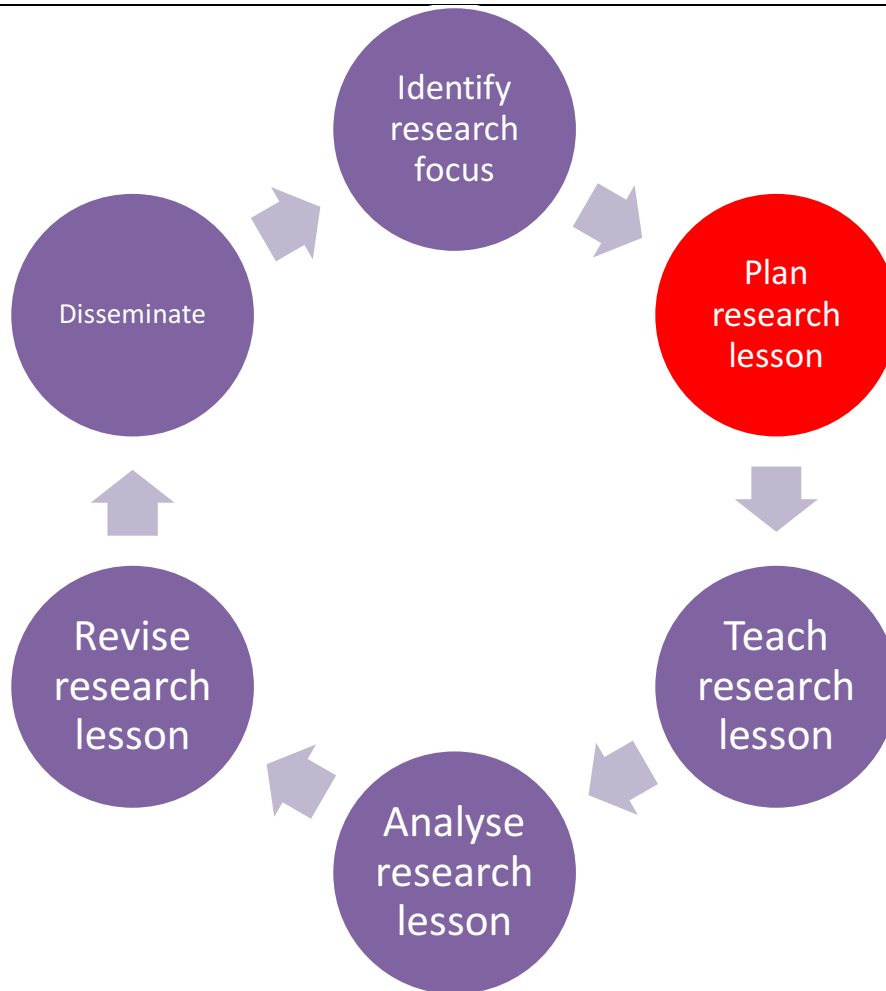 Identify
research
focus
Plan
research
lesson
Teach
research
lesson
Analyse
research
lesson
Revise
research
lesson
Disseminate